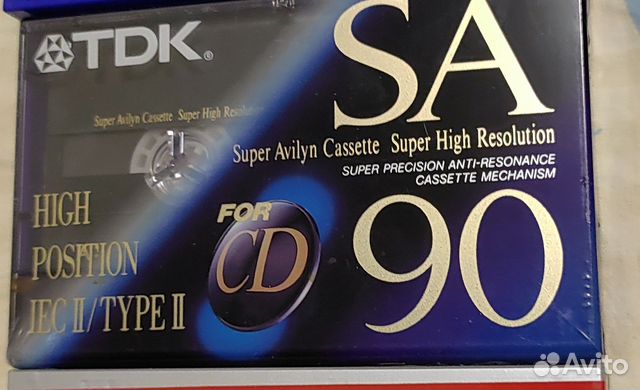 TDK®
SA
Super Avilyn Cassette Super High
Super Avilyn Cassette Super High Resolution
SUPER PRECISION ANTI-RESONANCE
CASSETTE MECHANISM
HIGH
POSITION
IEC II/TYPE II
FOR
CD
90
Avito